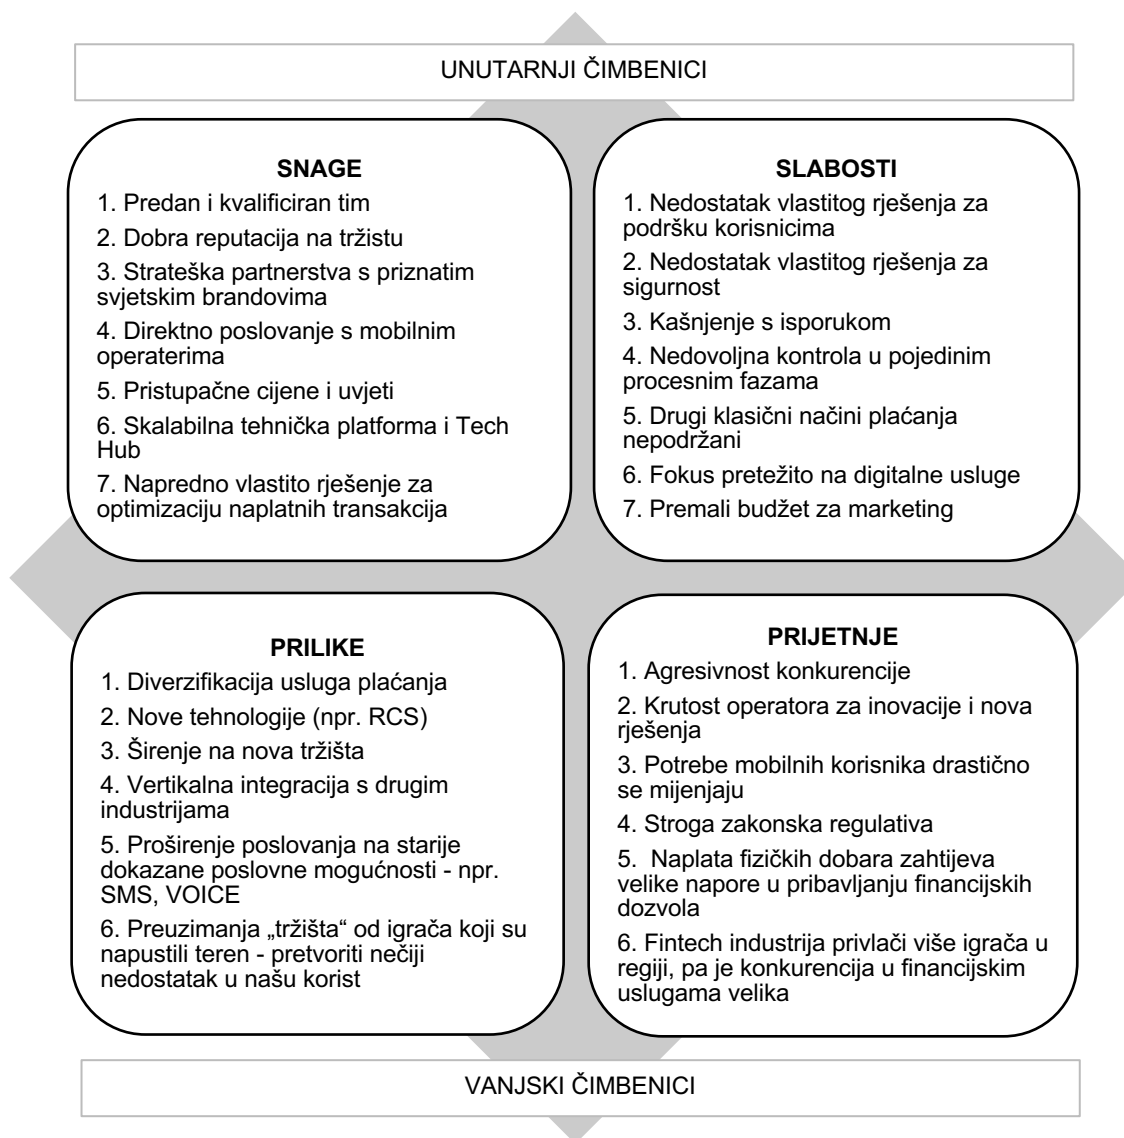 UNUTARNJI ČIMBENICI
SNAGE
1. Predan i kvalificiran tim
2. Dobra reputacija na tržistu
3. Strateška partnerstva s priznatim
svjetskim brandovima
4. Direktno poslovanje s mobilnim
operaterima
5. Pristupačne cijene i uvjeti
6. Skalabilna tehnička platforma i Tech
Hub
7. Napredno vlastito rješenje za
optimizaciju naplatnih transakcija
SLABOSTI
1. Nedostatak vlastitog rješenja za
podršku korisnicima
2. Nedostatak vlastitog rješenja za
sigurnost
3. Kašnjenje s isporukom
4. Nedovoljna kontrola u pojedinim
procesnim fazama
5. Drugi klasični načini plaćanja
nepodržani
6. Fokus pretežito na digitalne usluge
7. Premali budžet za marketing
PRILIKE
1. Diverzifikacija usluga plaćanja
2. Nove tehnologije (npr. RCS)
3. Širenje na nova tržišta
4. Vertikalna integracija s drugim
industrijama
5. Proširenje poslovanja na starije
dokazane poslovne mogućnosti - npr.
SMS, VOICE
6. Preuzimanja „tržišta“ od igrača koji su
napustili teren - pretvoriti nečiji
nedostatak u našu korist
PRIJETNJE
1. Agresivnost konkurencije
2. Krutost operatora za inovacije i nova
rješenja
3. Potrebe mobilnih korisnika drastično
se mijenjaju
4. Stroga zakonska regulativa
5.  Naplata fizičkih dobara zahtijeva
velike napore u pribavljanju financijskih
dozvola
6. Fintech industrija privlači više igrača u
regiji, pa je konkurencija u financijskim
uslugama velika
VANJSKI ČIMBENICI